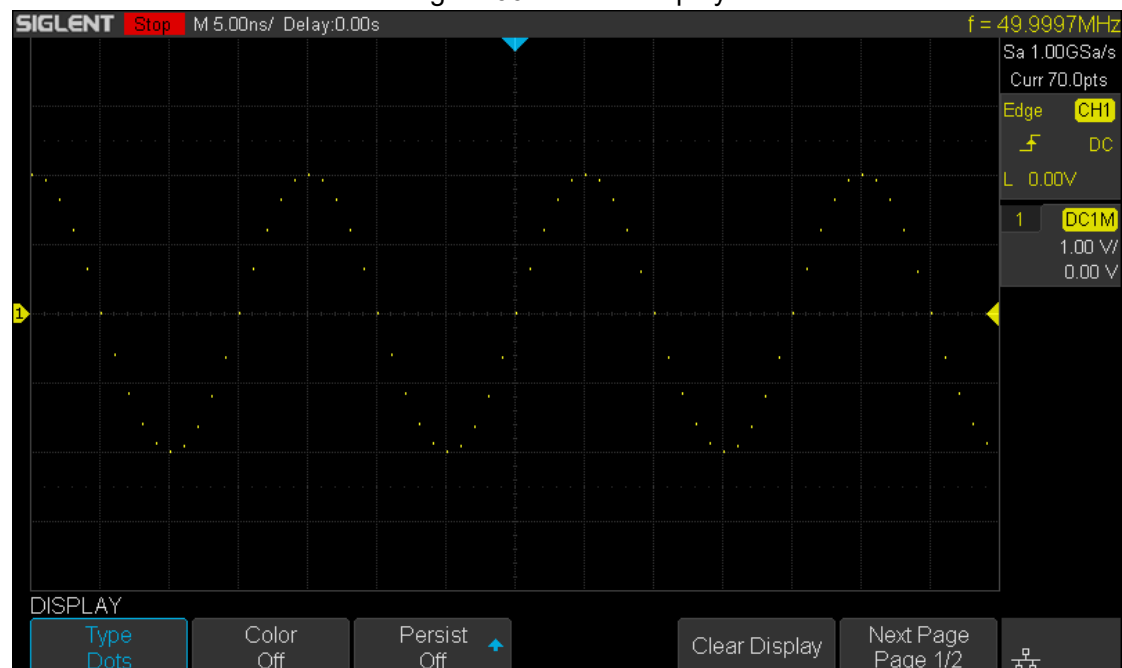 SIGLENT Stop M 5.00ns/ Delay:0.00s f = 49.9997MHz
Sa 1.00GSa/s
Curr 70.0pts
Edge CH1
DC
L 0.00V
1 DC1M
1.00 V/
0.00 V
1
DISPLAY
Type Color Persist Clear Display Next Page
Dots Off Off Page 1/2